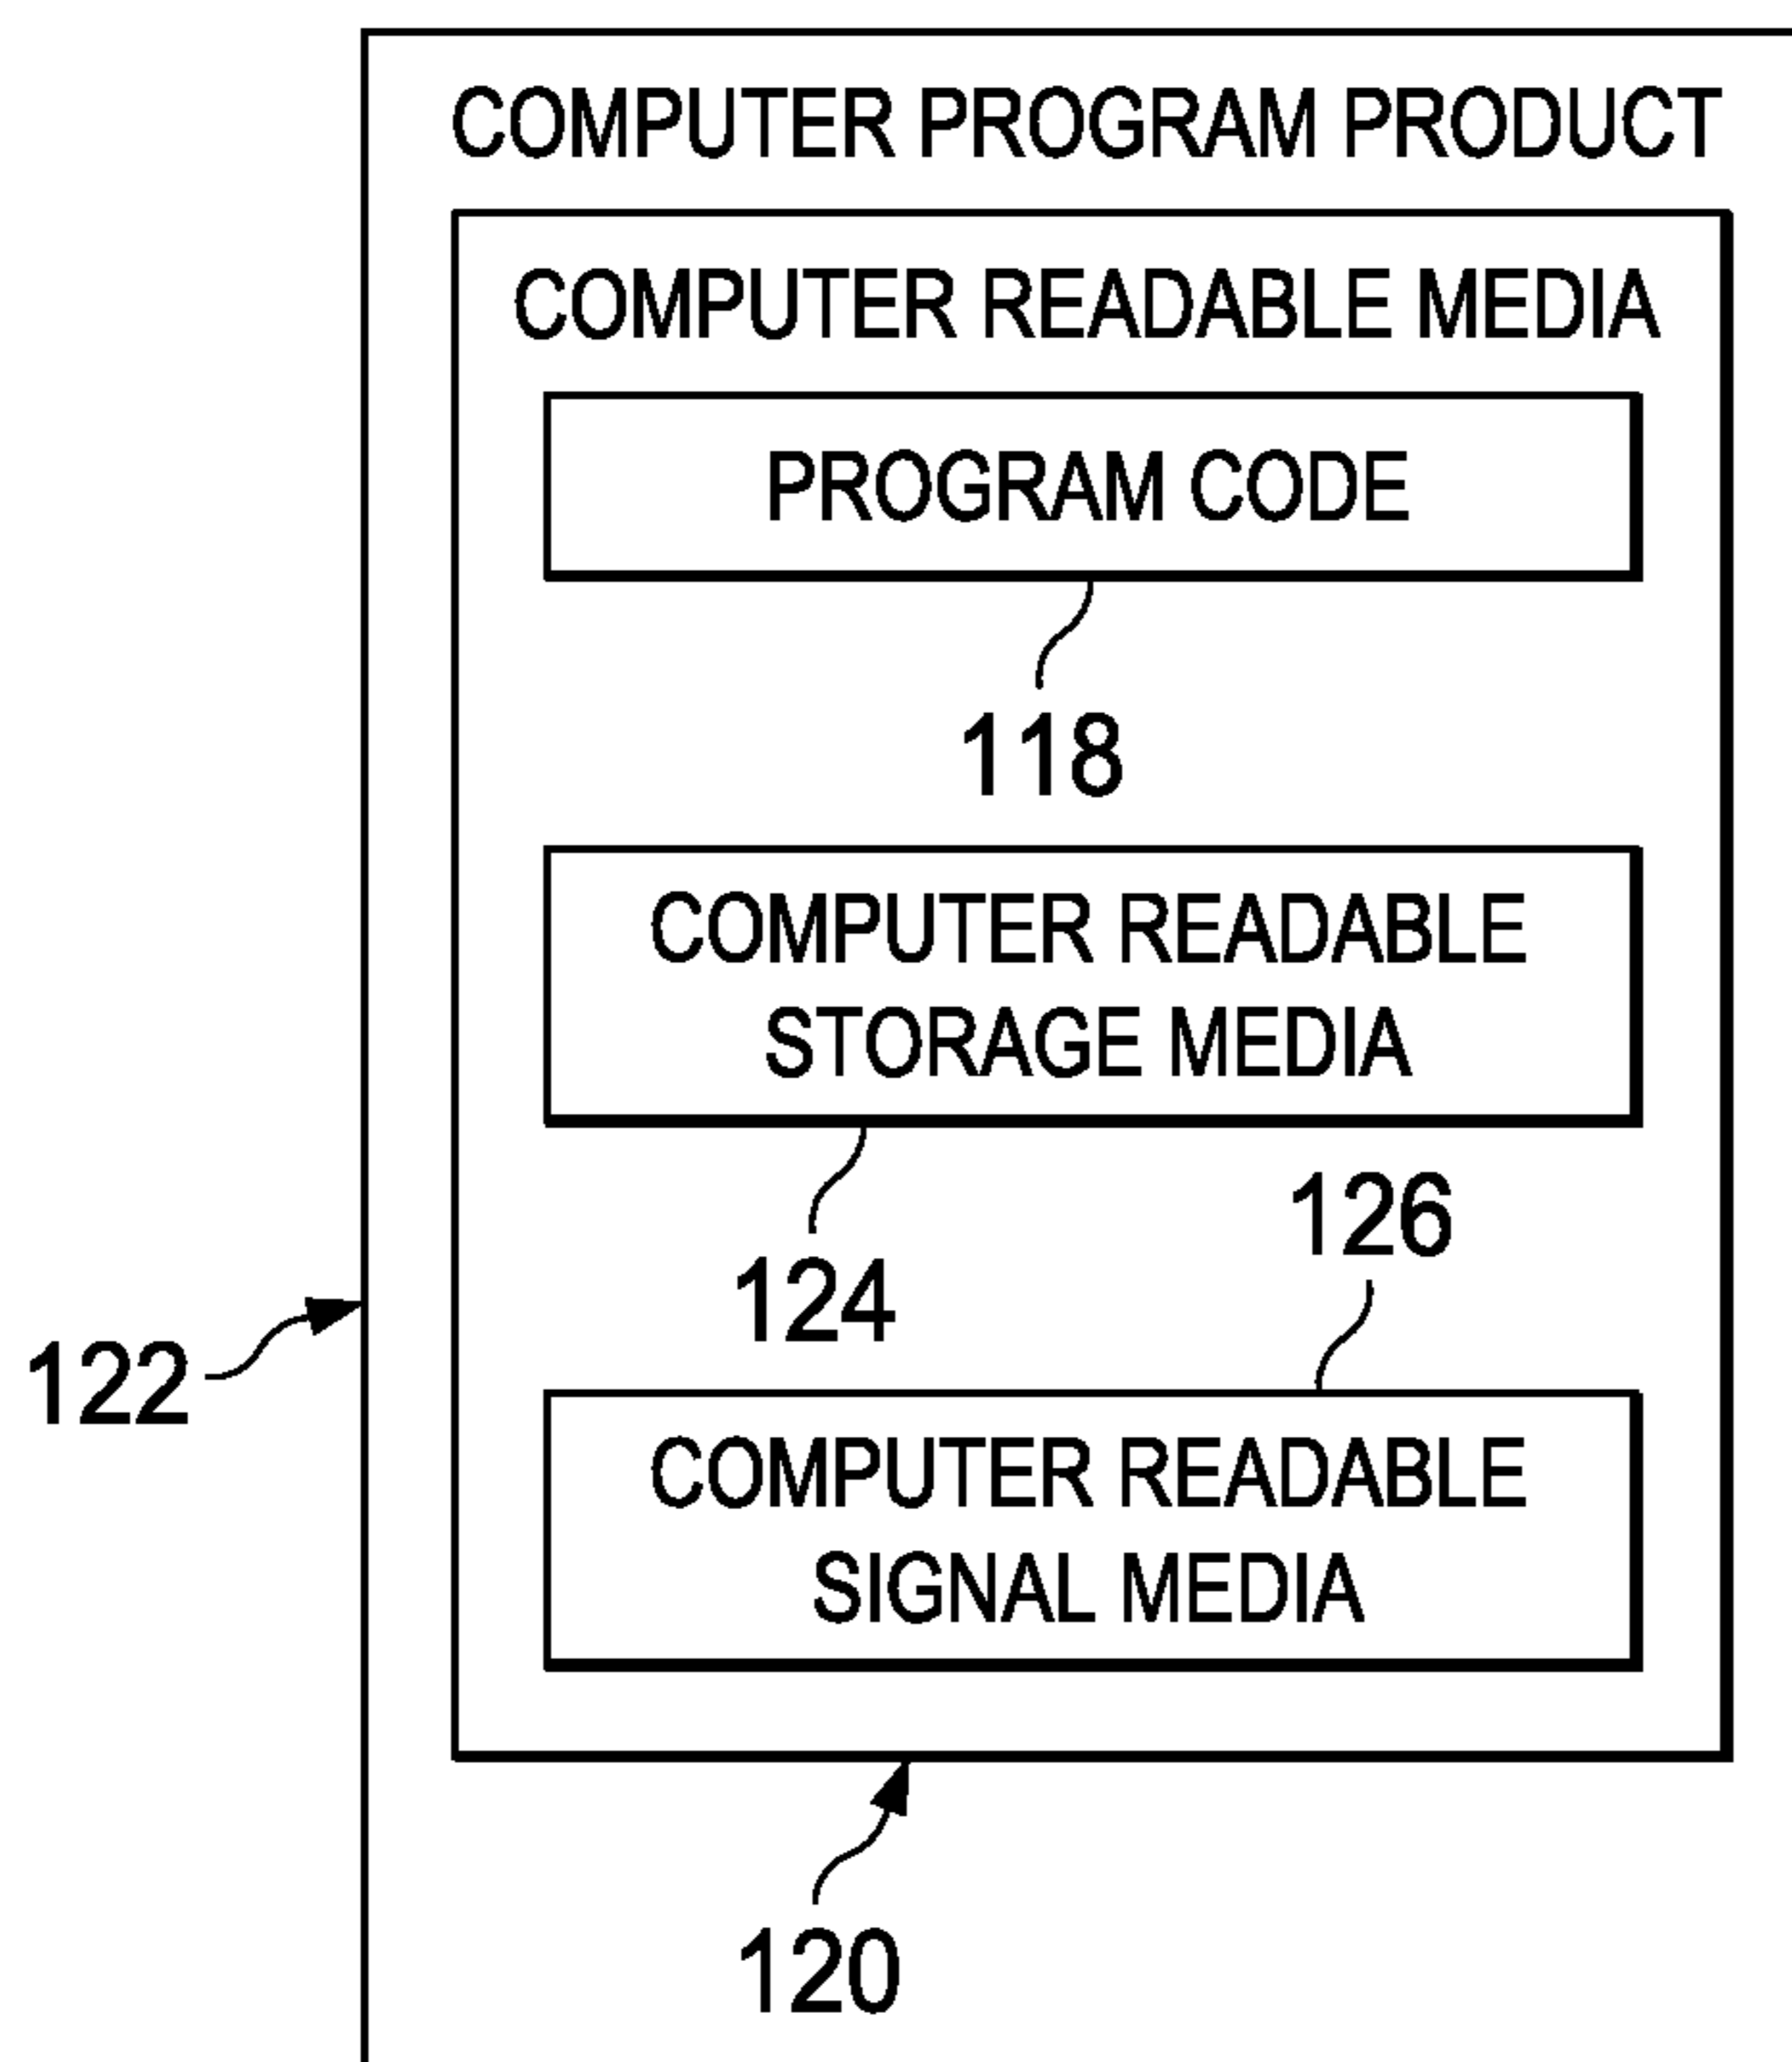 COMPUTER PROGRAM PRODUCT
COMPUTER READABLE MEDIA
PROGRAM CODE
118
COMPUTER READABLE
STORAGE MEDIA
126
124
122
COMPUTER READABLE
SIGNAL MEDIA
120